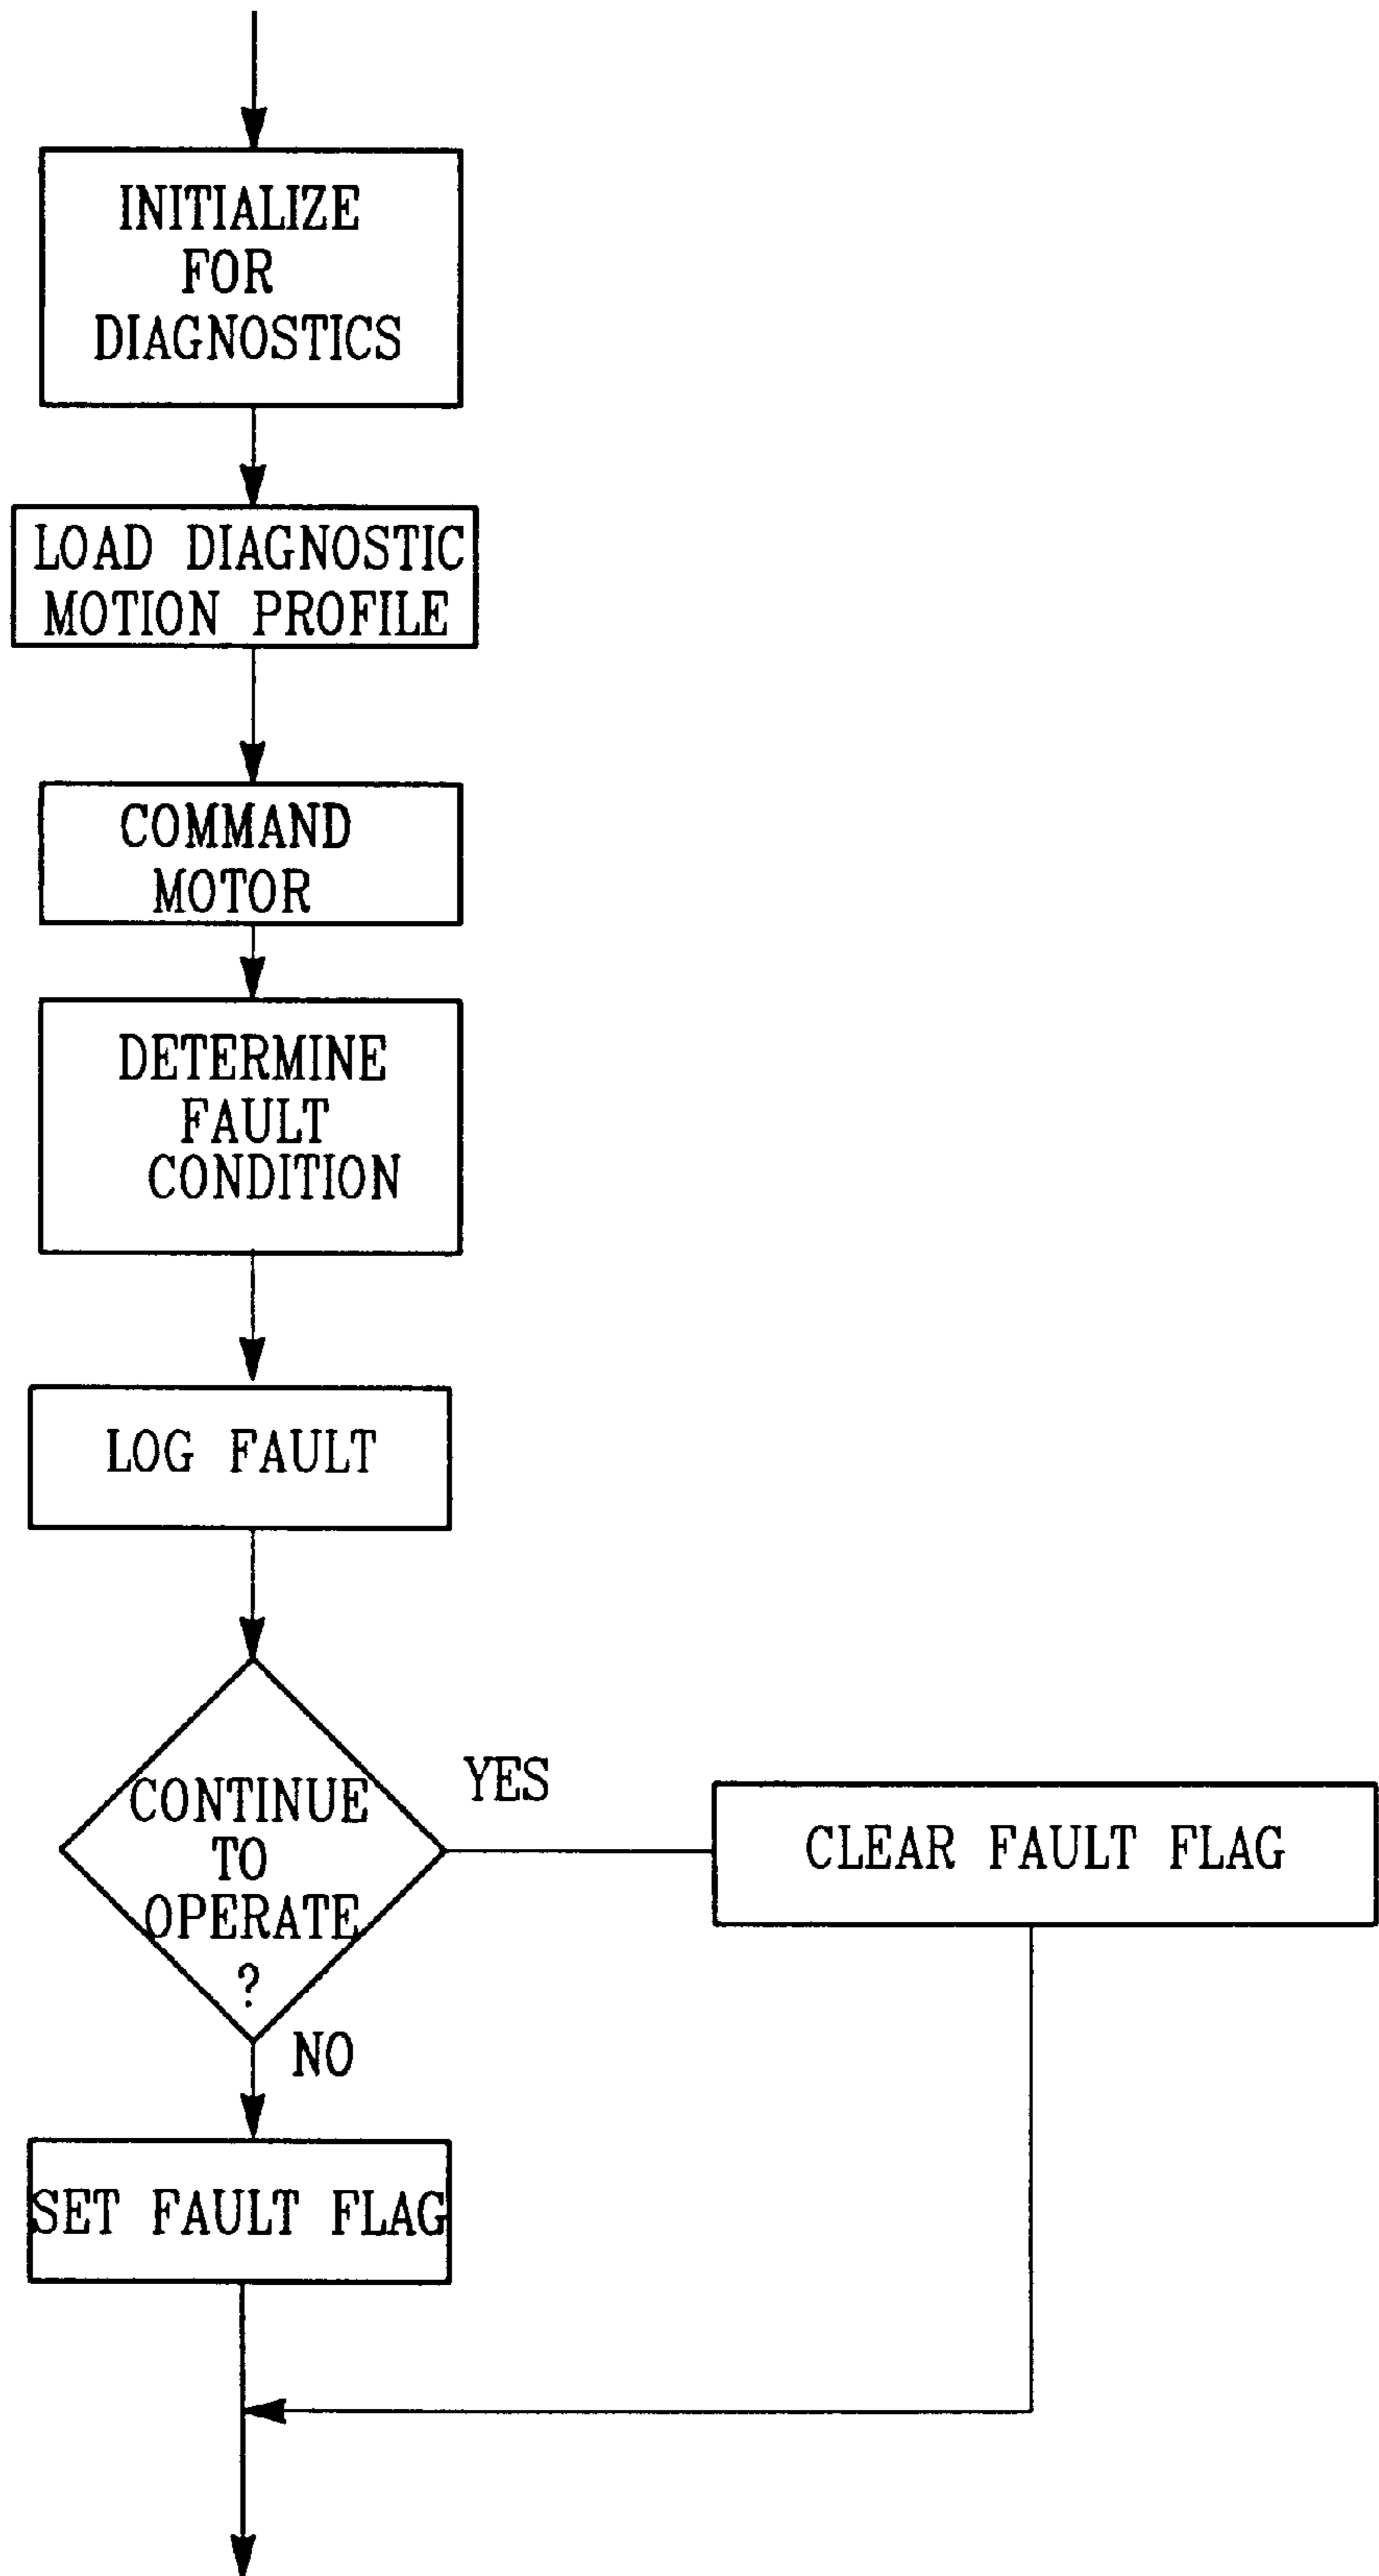 INITIALIZE
FOR
DIAGNOSTICS
LOAD DIAGNOSTIC
MOTION PROFILE
COMMAND
MOTOR
DETERMINE
FAULT
CONDITION
LOG FAULT
CONTINUE
TO
OPERATE
?
YES
CLEAR FAULT FLAG
NO
SET FAULT FLAG